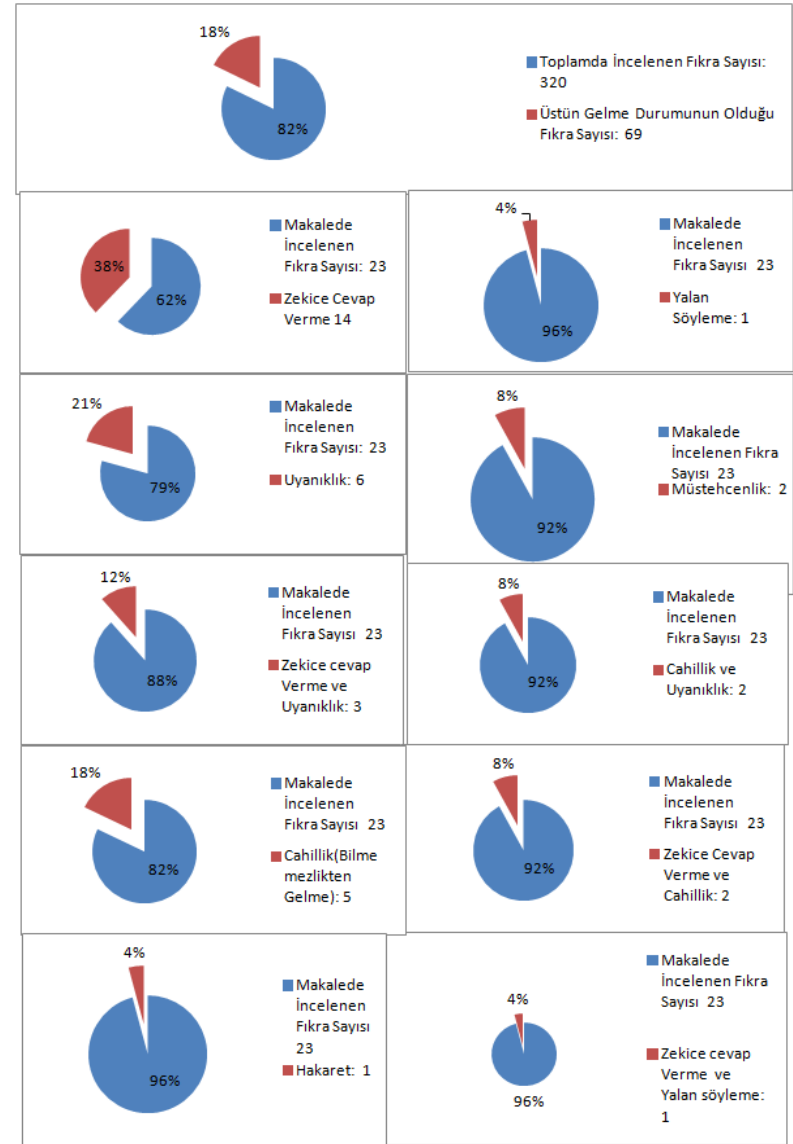 18%
82%
Toplamda İncelenen Fıkra Sayısı:
320
Üstün Gelme Durumunun Olduğu
Fıkra Sayısı: 69
38%
62%
Makalede
İncelenen
Fıkra Sayısı: 23
Zekice Cevap
Verme 14
4%
96%
Makalede
İncelenen
Fıkra Sayısı 23
Yalan
Söyleme: 1
21%
79%
Makalede
İncelenen
Fıkra Sayısı: 23
Uyanıklık: 6
8%
92%
Makalede
İncelenen Fıkra
Sayısı 23
Müstehcenlik: 2
12%
88%
Makalede
İncelenen
Fıkra Sayısı 23
Zekice cevap
Verme ve
Uyanıklık: 3
8%
92%
Makalede
İncelenen
Fıkra Sayısı 23
Cahillik ve
Uyanıklık: 2
18%
82%
Makalede
İncelenen
Fıkra Sayısı 23
Cahillik(Bilme
mezlikten
Gelme): 5
8%
92%
Makalede
İncelenen
Fıkra Sayısı 23
Zekice Cevap
Verme ve
Cahillik: 2
4%
96%
Makalede
İncelenen
Fıkra Sayısı
23
Hakaret: 1
4%
96%
Makalede
İncelenen Fıkra
Sayısı 23
Zekice cevap
Verme ve
Yalan söyleme:
1